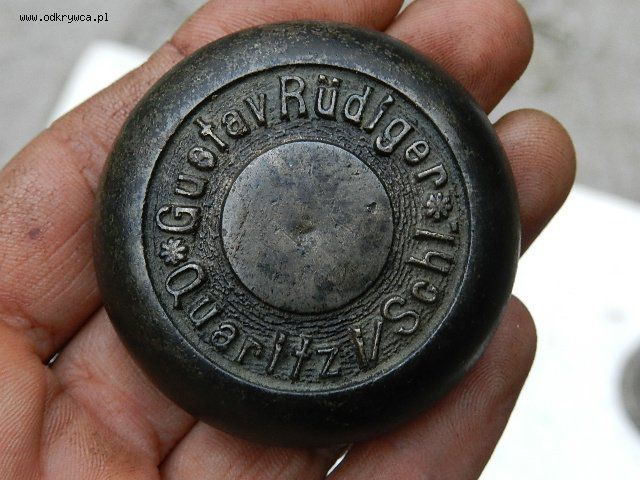 www.odkrywca.pl
Gustav Rüdiger
* Quaritz i/Schl. *